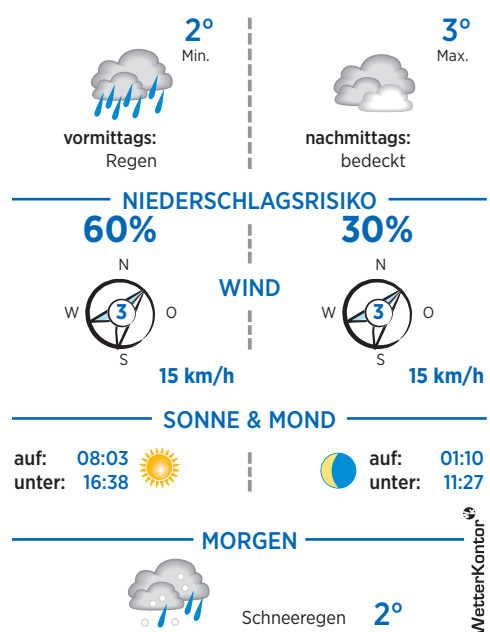 2° 3°
Min. Max.
vormittags: nachmittags:
Regen bedeckt
NIEDERSCHLAGSRISIKO
60% 30%
WIND
N N
W 3 O W 3 O
S S
15 km/h 15 km/h
SONNE & MOND
auf: 08:03 auf: 01:10
unter: 16:38 unter: 11:27
MORGEN
Schneeregen 2°
WetterKontor